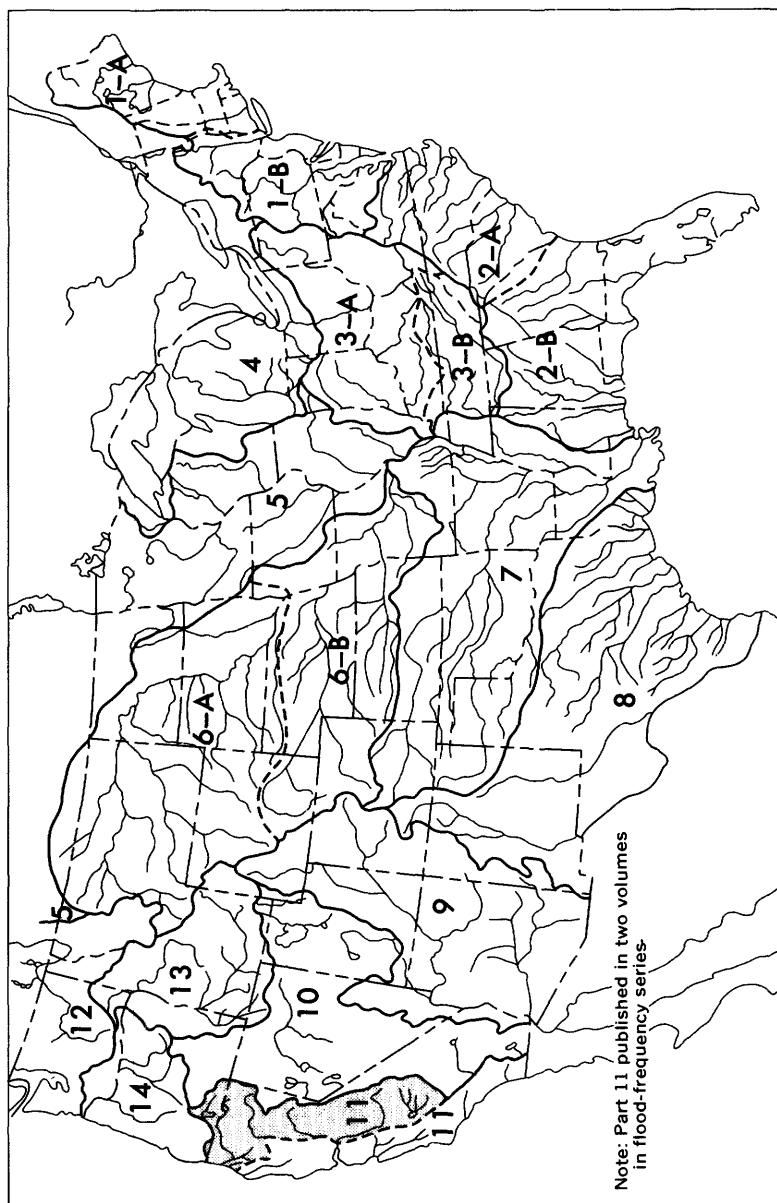 1-A
1-B
2-A
2-B
3-A
3-B
4
5
5
6-A
6-B
7
8
9
10
11
11
12
13
14
Note: Part 11 published in two volumes
in flood-frequency series.